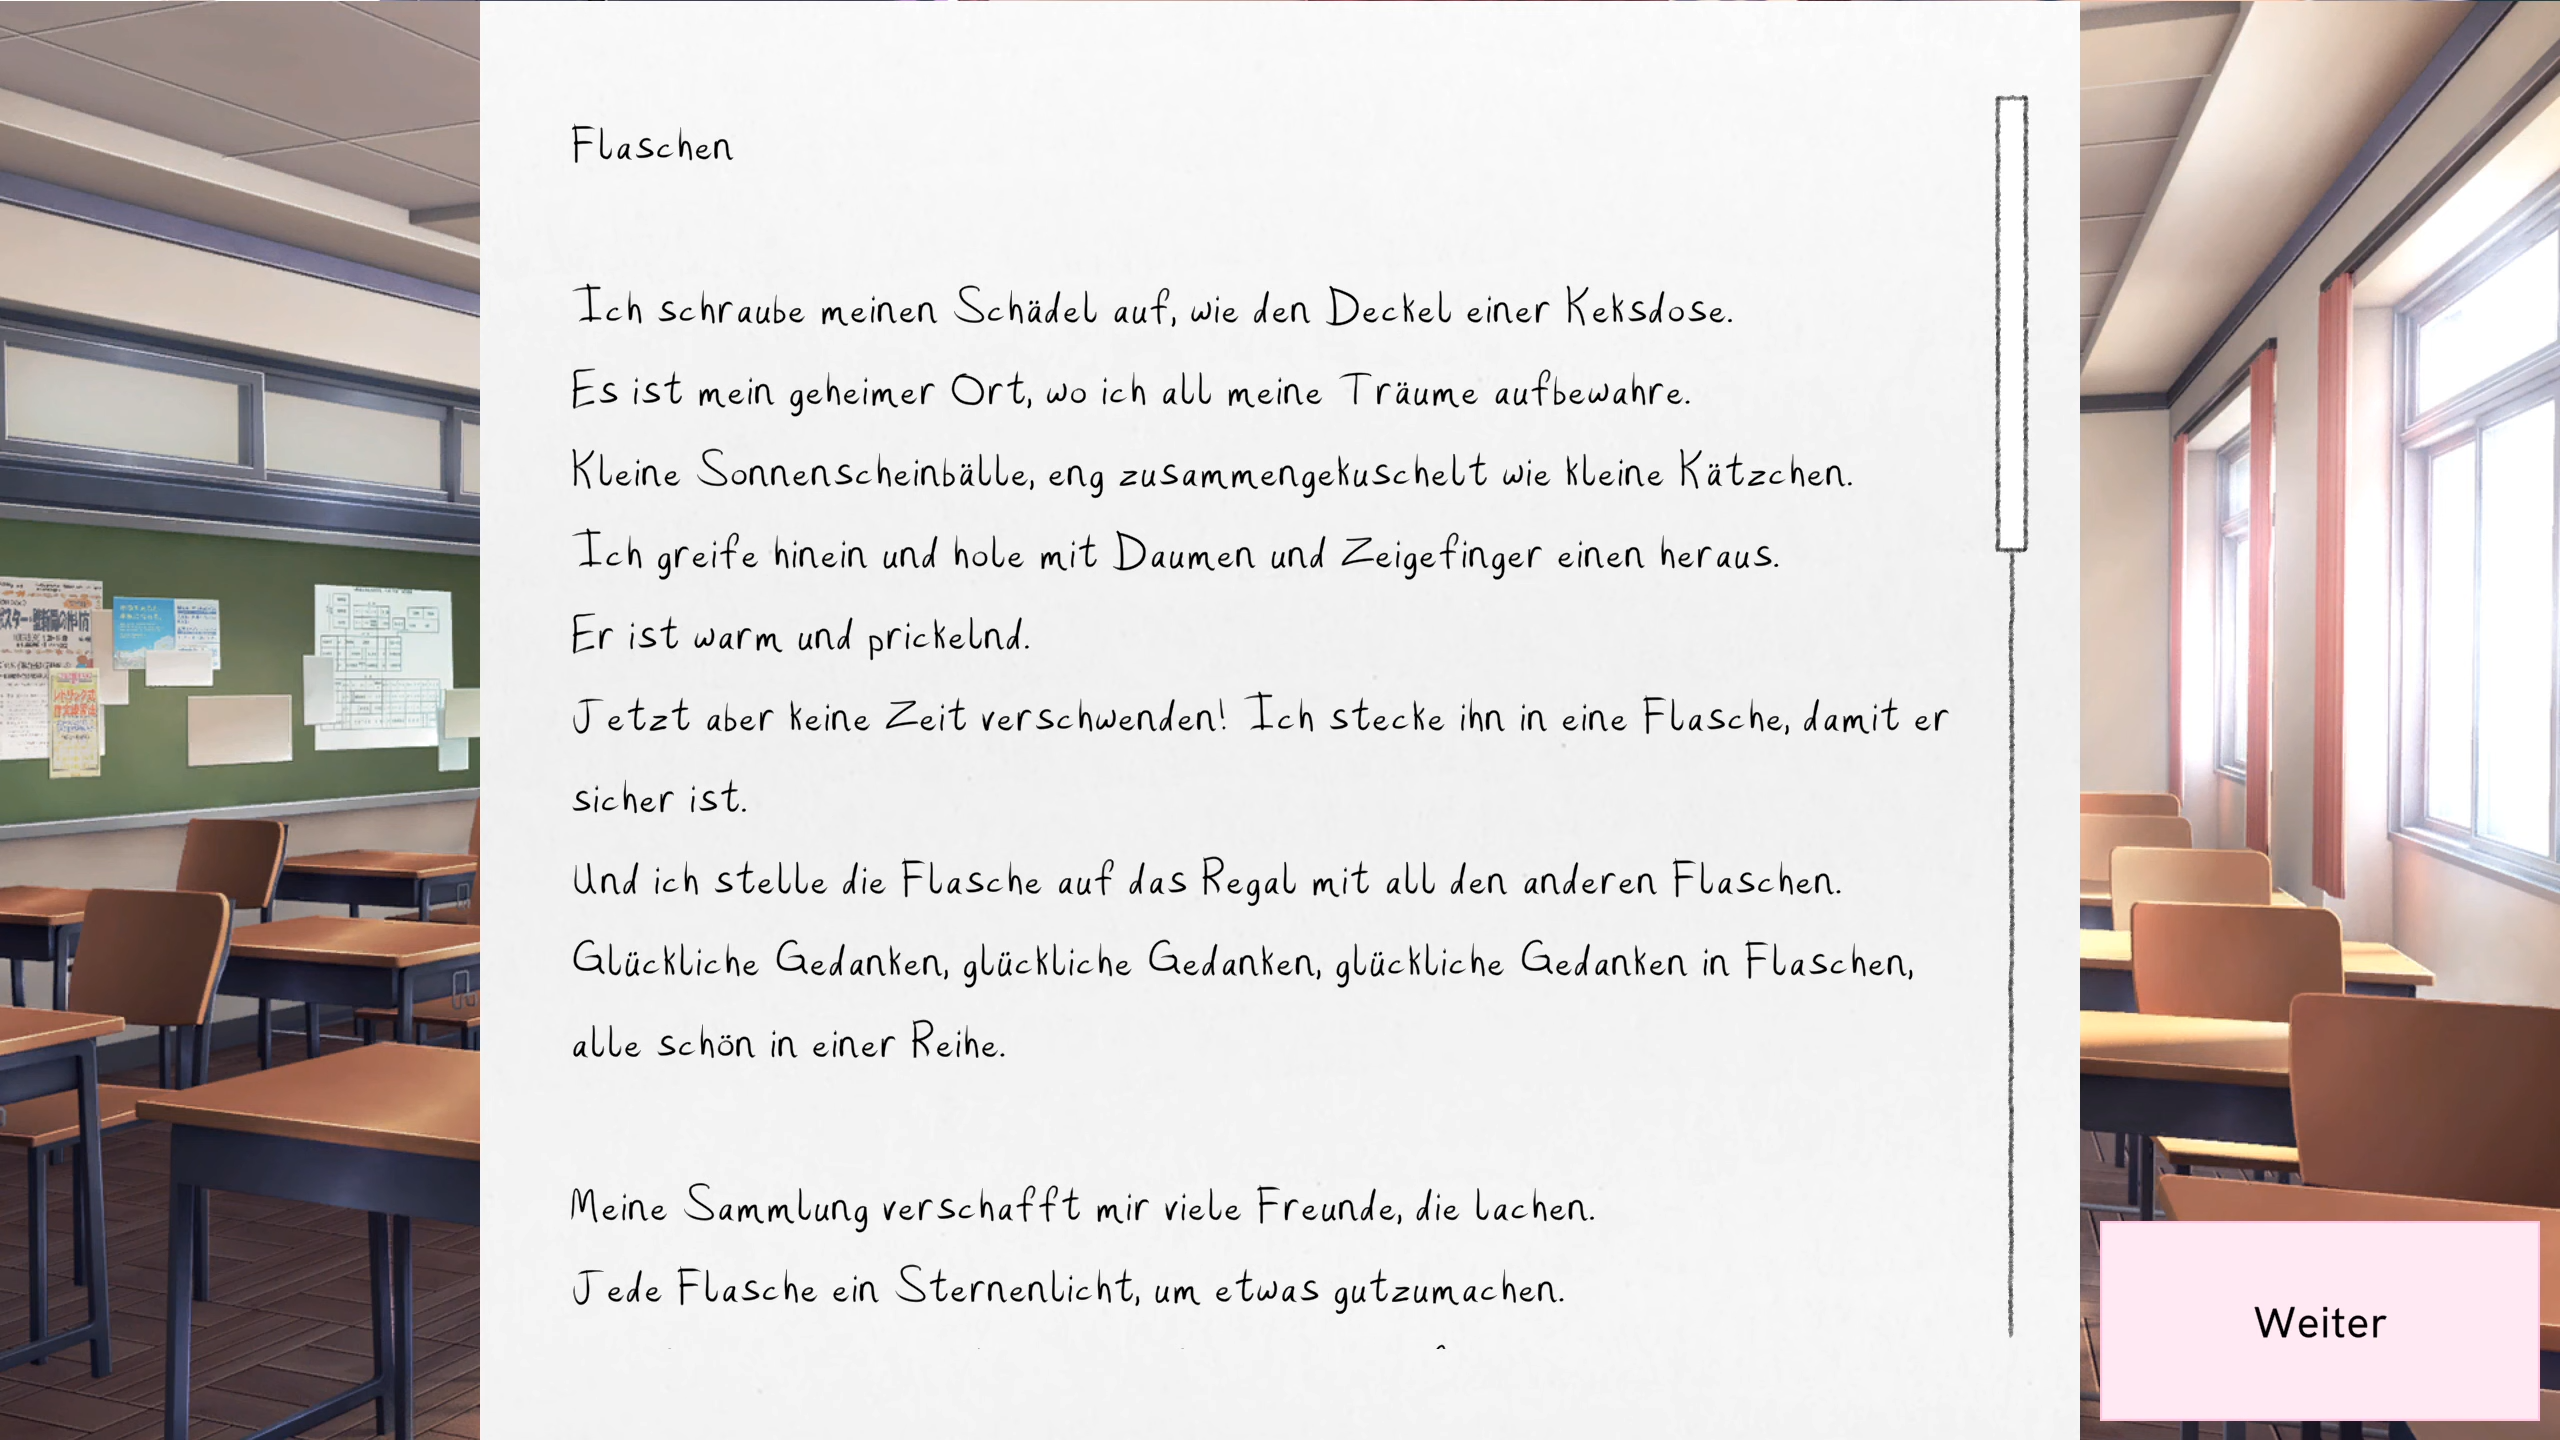 Flaschen
Ich schraube meinen Schädel auf, wie den Deckel einer Keksdose.
Es ist mein geheimer Ort, wo ich all meine Träume aufbewahre.
Kleine Sonnenscheinbälle, eng zusammengekuschelt wie kleine Kätzchen.
Ich greife hinein und hole mit Daumen und Zeigefinger einen heraus.
Er ist warm und prickelnd.
Jetzt aber keine Zeit verschwenden! Ich stecke ihn in eine Flasche, damit er
sicher ist.
Und ich stelle die Flasche auf das Regal mit all den anderen Flaschen.
Glückliche Gedanken, glückliche Gedanken, glückliche Gedanken in Flaschen,
alle schön in einer Reihe.
Meine Sammlung verschafft mir viele Freunde, die lachen.
Jede Flasche ein Sternenlicht, um etwas gutzumachen.
Weiter